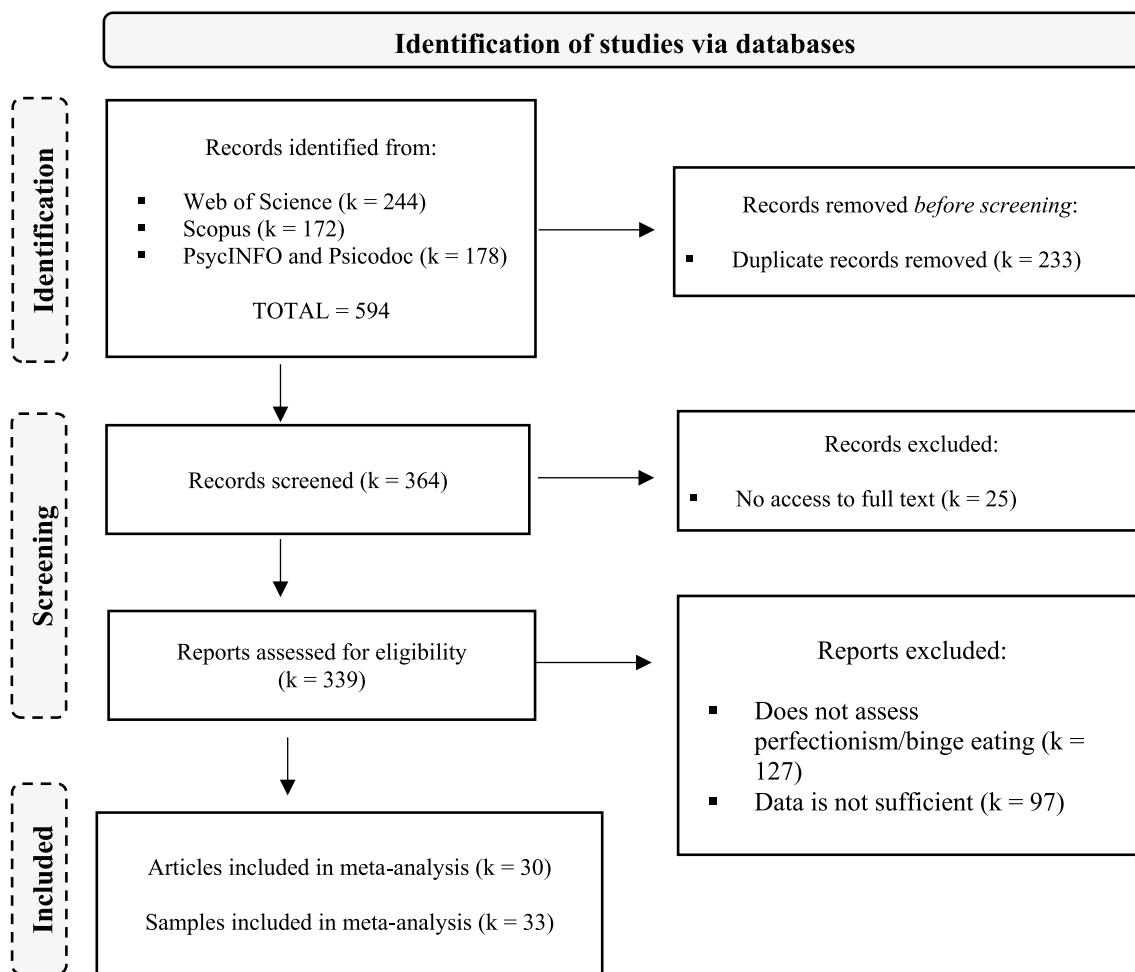 Identification of studies via databases
Identification
Records identified from:
▪ Web of Science (k = 244)
▪ Scopus (k = 172)
▪ PsycINFO and Psicodoc (k = 178)
TOTAL = 594
Records removed before screening:
▪ Duplicate records removed (k = 233)
Screening
Records screened (k = 364)
Records excluded:
▪ No access to full text (k = 25)
Reports assessed for eligibility
(k = 339)
Reports excluded:
▪ Does not assess
perfectionism/binge eating (k =
127)
▪ Data is not sufficient (k = 97)
Included
Articles included in meta-analysis (k = 30)
Samples included in meta-analysis (k = 33)